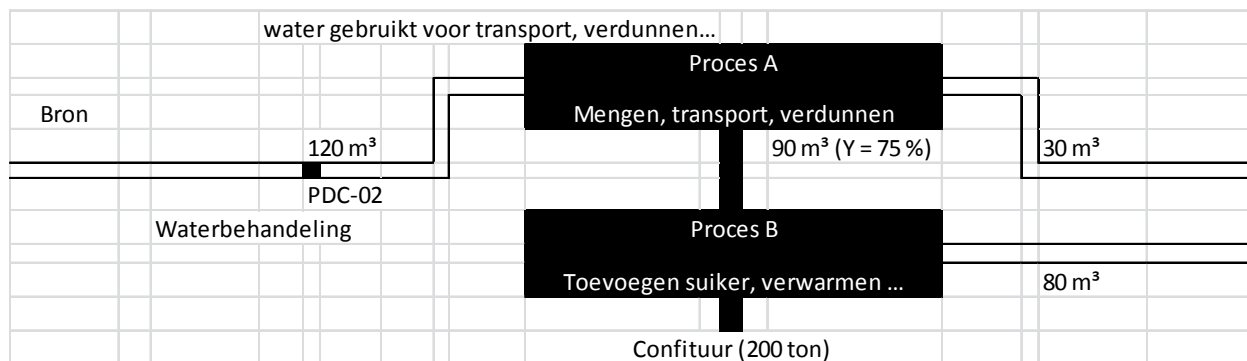 water gebruikt voor transport, verdunnen...
Proces A
Bron
Mengen, transport, verdunnen
120 m³
90 m³ (Y = 75 %)
30 m³
PDC-02
Waterbehandeling
Proces B
Toevoegen suiker, verwarmen ...
80 m³
Confituur (200 ton)